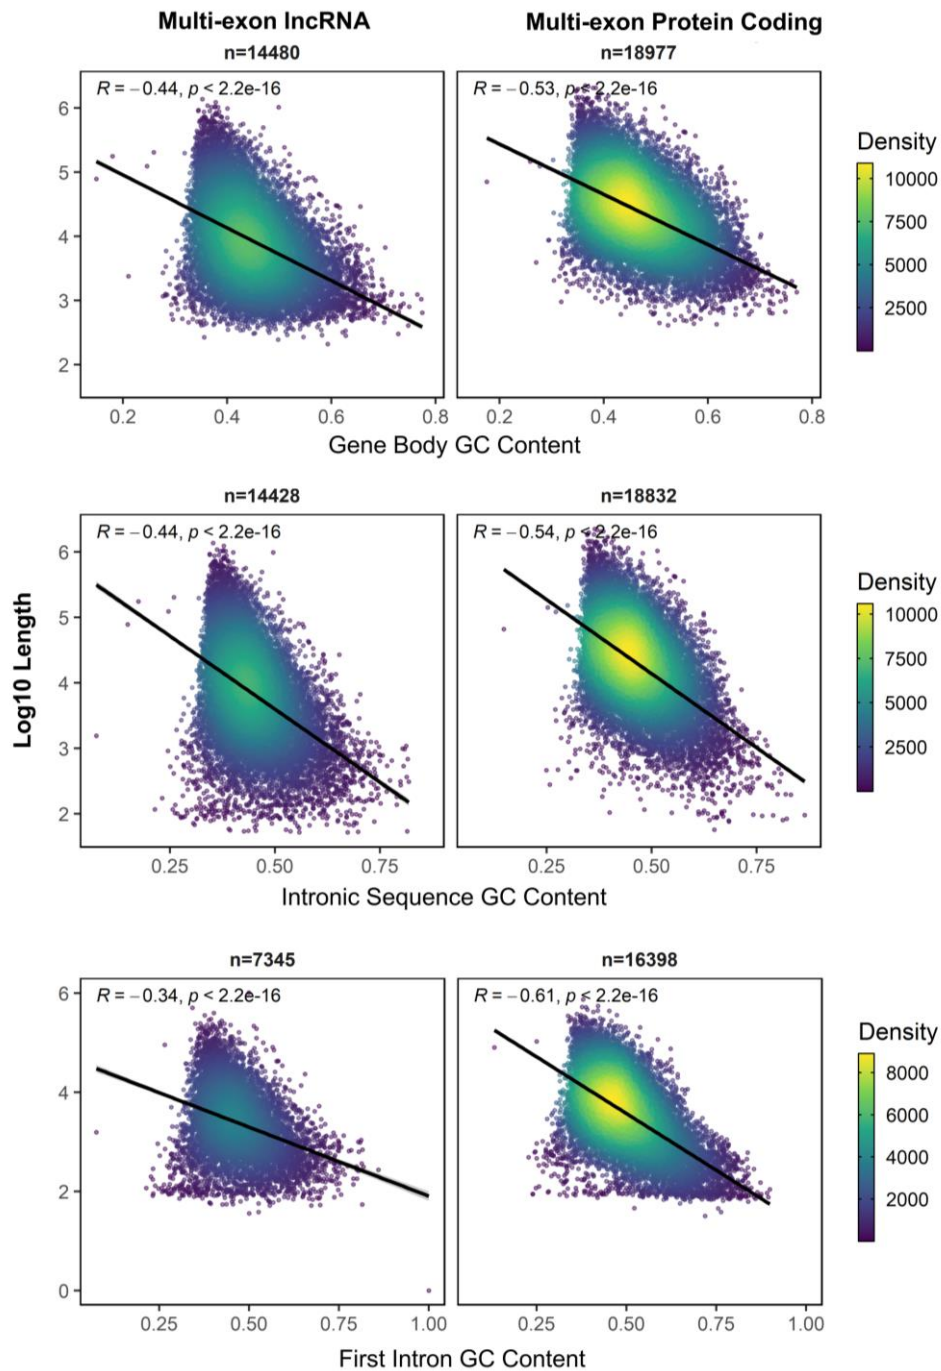 Multi-exon lncRNA
Multi-exon Protein Coding
n=14480
n=18977
R = −0.44, p < 2.2e-16
R = −0.53, p < 2.2e-16
6
5
4
3
2
0.2 0.4 0.6 0.8
0.2 0.4 0.6 0.8
Gene Body GC Content
Density
10000
7500
5000
2500
n=14428
n=18832
R = −0.44, p < 2.2e-16
R = −0.54, p < 2.2e-16
6
5
4
3
2
Log10 Length
0.25 0.50 0.75
0.25 0.50 0.75
Intronic Sequence GC Content
Density
10000
7500
5000
2500
n=7345
n=16398
R = −0.34, p < 2.2e-16
R = −0.61, p < 2.2e-16
6
4
2
0
0.25 0.50 0.75 1.00
0.25 0.50 0.75 1.00
First Intron GC Content
Density
8000
6000
4000
2000